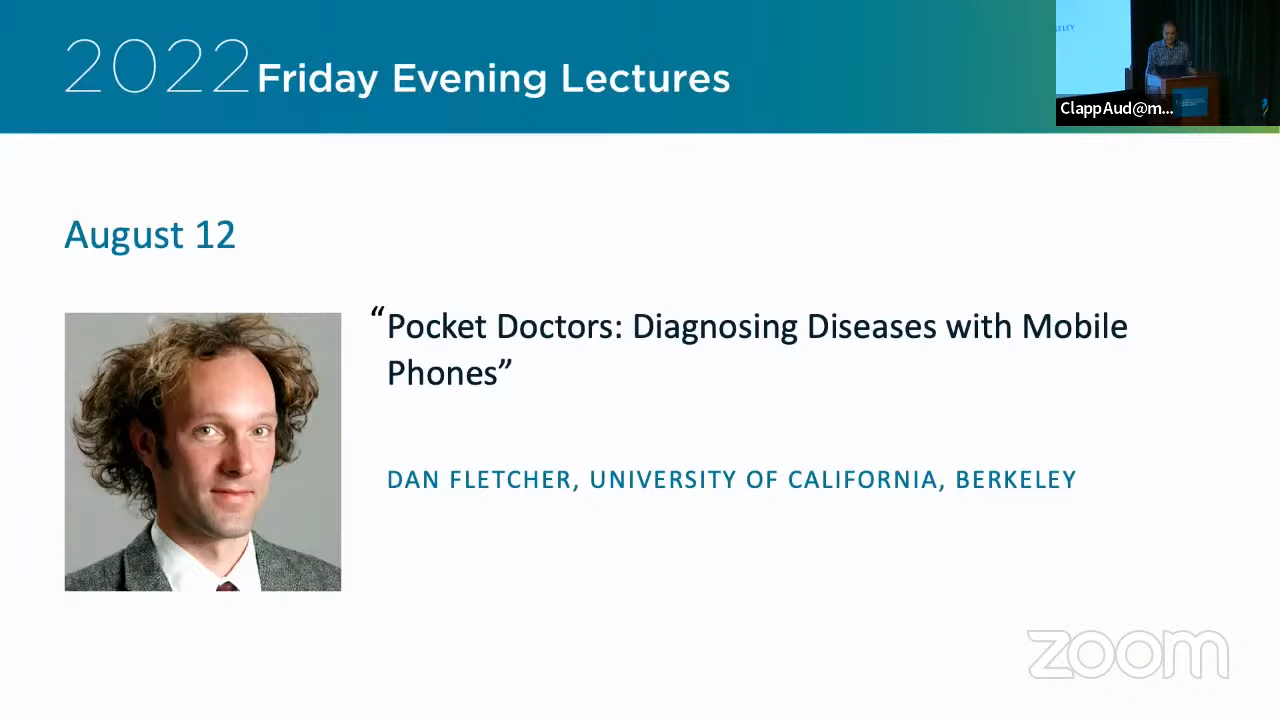 2022 Friday Evening Lectures
ClappAud@m...
August 12
“Pocket Doctors: Diagnosing Diseases with Mobile
Phones”
DAN FLETCHER, UNIVERSITY OF CALIFORNIA, BERKELEY
zoom